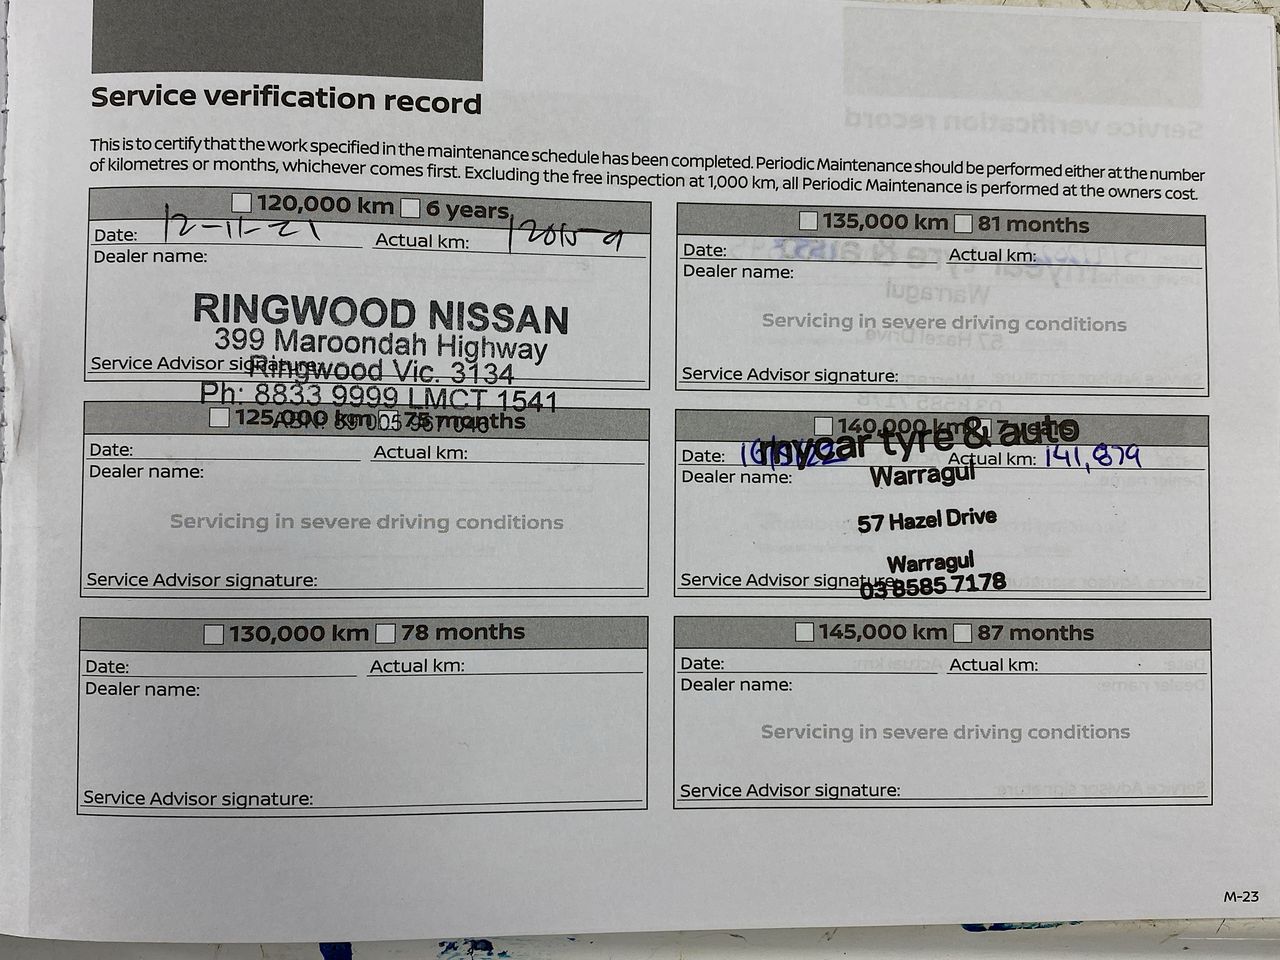 Service verification record
This is to certify that the work specified in the maintenance schedule has been completed. Periodic Maintenance should be performed either at the number
of kilometres or months, whichever comes first. Excluding the free inspection at 1,000 km, all Periodic Maintenance is performed at the owners cost.
120,000 km 6 years
Date: 12-11-21 Actual km:
Dealer name:
RINGWOOD NISSAN
399 Maroondah Highway
Ringwood Vic. 3134
Service Advisor signature:
Ph: 8833 9999 LMCT 1541
125,000 km 75 months
Date: Actual km:
Dealer name:
Servicing in severe driving conditions
Service Advisor signature:
130,000 km 78 months
Date: Actual km:
Dealer name:
Service Advisor signature:
135,000 km 81 months
Date: Actual km:
Dealer name:
Servicing in severe driving conditions
Service Advisor signature:
140,000 km 7 years
mycar tyre & auto
Date: Actual km: 141,879
Dealer name:
Warragul
57 Hazel Drive
Warragul
Service Advisor signature:
03 8585 7178
145,000 km 87 months
Date: Actual km:
Dealer name:
Servicing in severe driving conditions
Service Advisor signature:
M-23